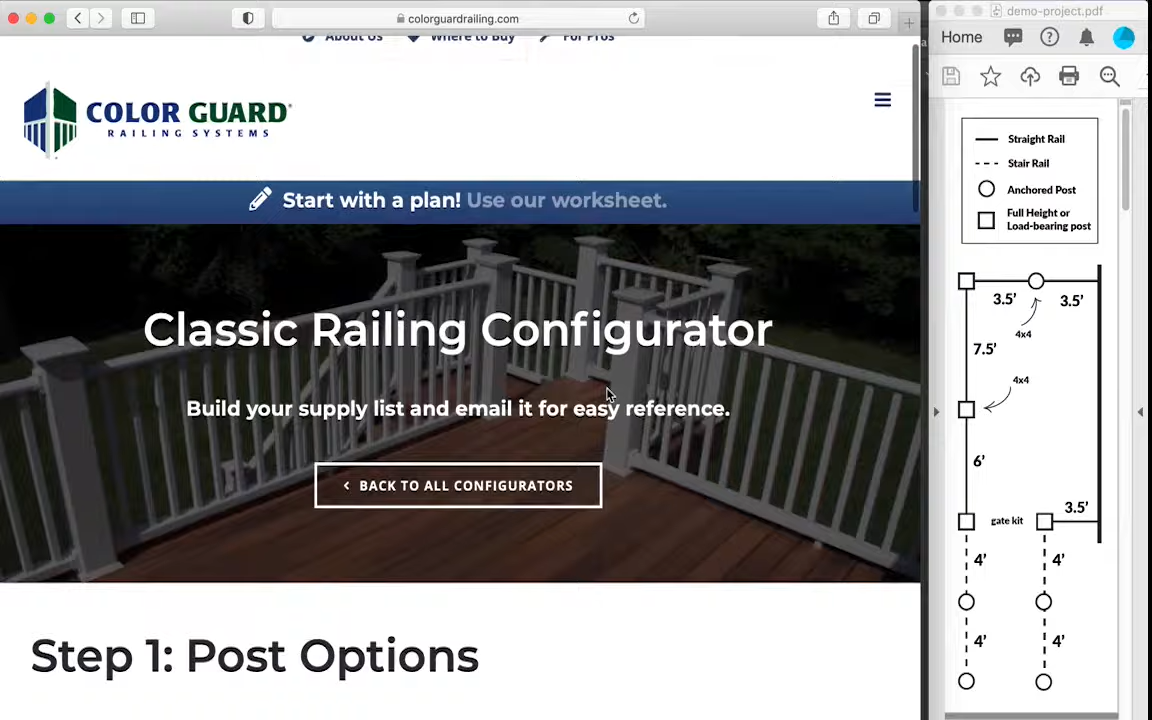 colorguardrailing.com
demo-project.pdf
Home
About Us
Where to Buy
For Pros
COLOR GUARD
RAILING SYSTEMS
Start with a plan! Use our worksheet.
Classic Railing Configurator
Build your supply list and email it for easy reference.
< BACK TO ALL CONFIGURATORS
Step 1: Post Options
Straight Rail
Stair Rail
Anchored Post
Full Height or
Load-bearing post
3.5'
3.5'
4x4
7.5'
4x4
6'
3.5'
gate kit
4'
4'
4'
4'